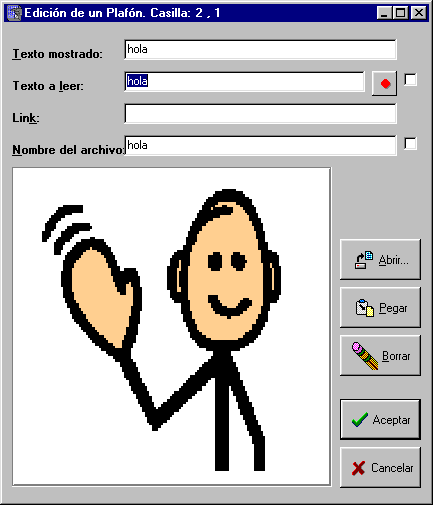 Edición de un Plafón. Casilla: 2 , 1
Texto mostrado: hola
Texto a leer: hola
Link:
Nombre del archivo: hola
Abrir...
Pegar
Borrar
Aceptar
Cancelar